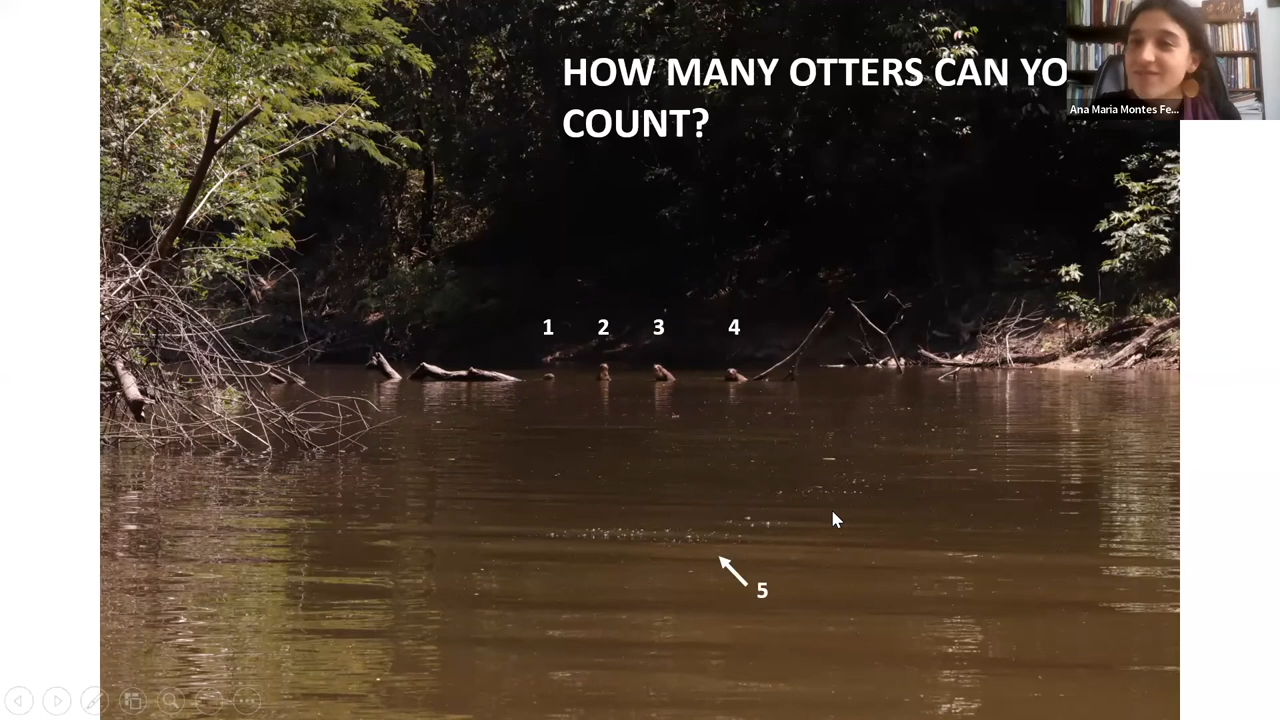 HOW MANY OTTERS CAN YO
COUNT?
Ana Maria Montes Fe...
1 2 3 4
5